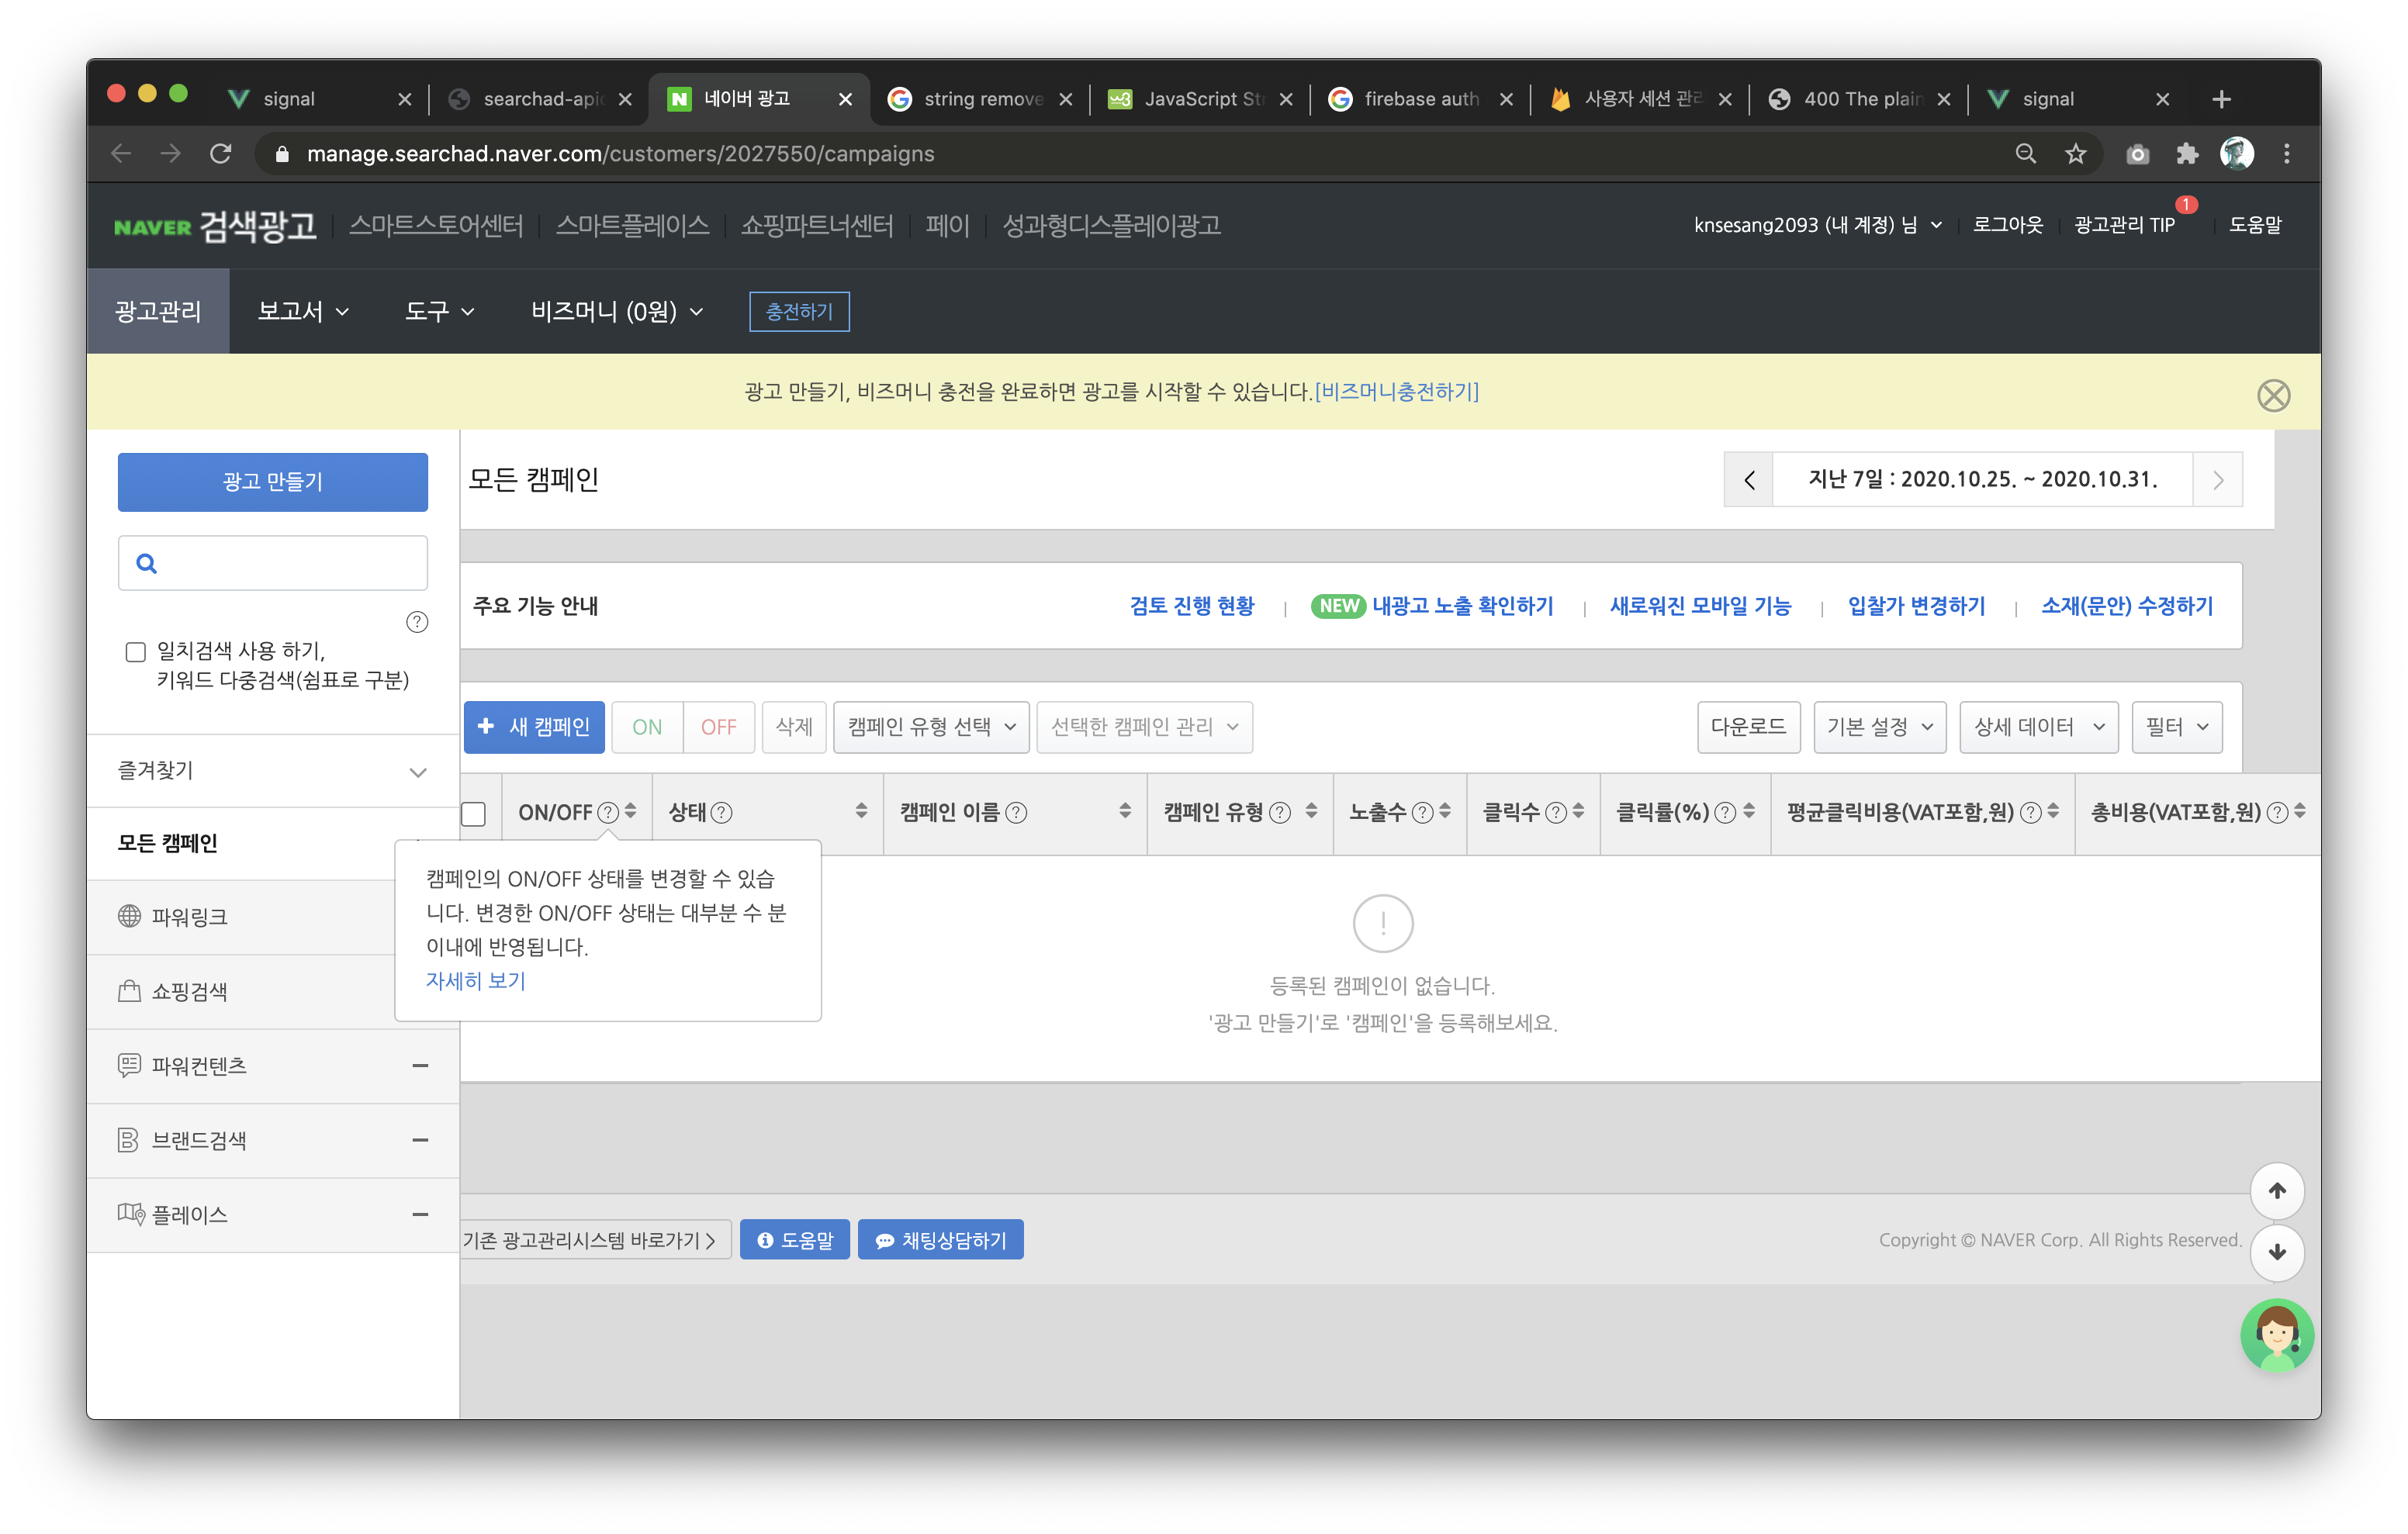 signal
searchad-apid
네이버 광고
string remove
JavaScript Str
firebase auth
사용자 세션 관리
400 The plain
signal
manage.searchad.naver.com/customers/2027550/campaigns
NAVER 검색광고 스마트스토어센터 스마트플레이스 쇼핑파트너센터 페이 성과형디스플레이광고
knsesang2093 (내 계정) 님 로그아웃 광고관리 TIP 1 도움말
광고관리 보고서 도구 비즈머니 (0원) 충전하기
광고 만들기, 비즈머니 충전을 완료하면 광고를 시작할 수 있습니다.[비즈머니충전하기]
광고 만들기
일치검색 사용 하기,
키워드 다중검색(쉼표로 구분)
즐겨찾기
모든 캠페인
파워링크
쇼핑검색
파워컨텐츠
브랜드검색
플레이스
모든 캠페인
지난 7일 : 2020.10.25. ~ 2020.10.31.
주요 기능 안내
검토 진행 현황 | NEW 내광고 노출 확인하기 | 새로워진 모바일 기능 | 입찰가 변경하기 | 소재(문안) 수정하기
+ 새 캠페인 ON OFF 삭제 캠페인 유형 선택 선택한 캠페인 관리
다운로드 기본 설정 상세 데이터 필터
ON/OFF ? 상태 ? 캠페인 이름 ? 캠페인 유형 ? 노출수 ? 클릭수 ? 클릭률(%) ? 평균클릭비용(VAT포함,원) ? 총비용(VAT포함,원) ?
캠페인의 ON/OFF 상태를 변경할 수 있습
니다. 변경한 ON/OFF 상태는 대부분 수 분
이내에 반영됩니다.
자세히 보기
등록된 캠페인이 없습니다.
'광고 만들기'로 '캠페인'을 등록해보세요.
기존 광고관리시스템 바로가기 > 도움말 채팅상담하기
Copyright © NAVER Corp. All Rights Reserved.